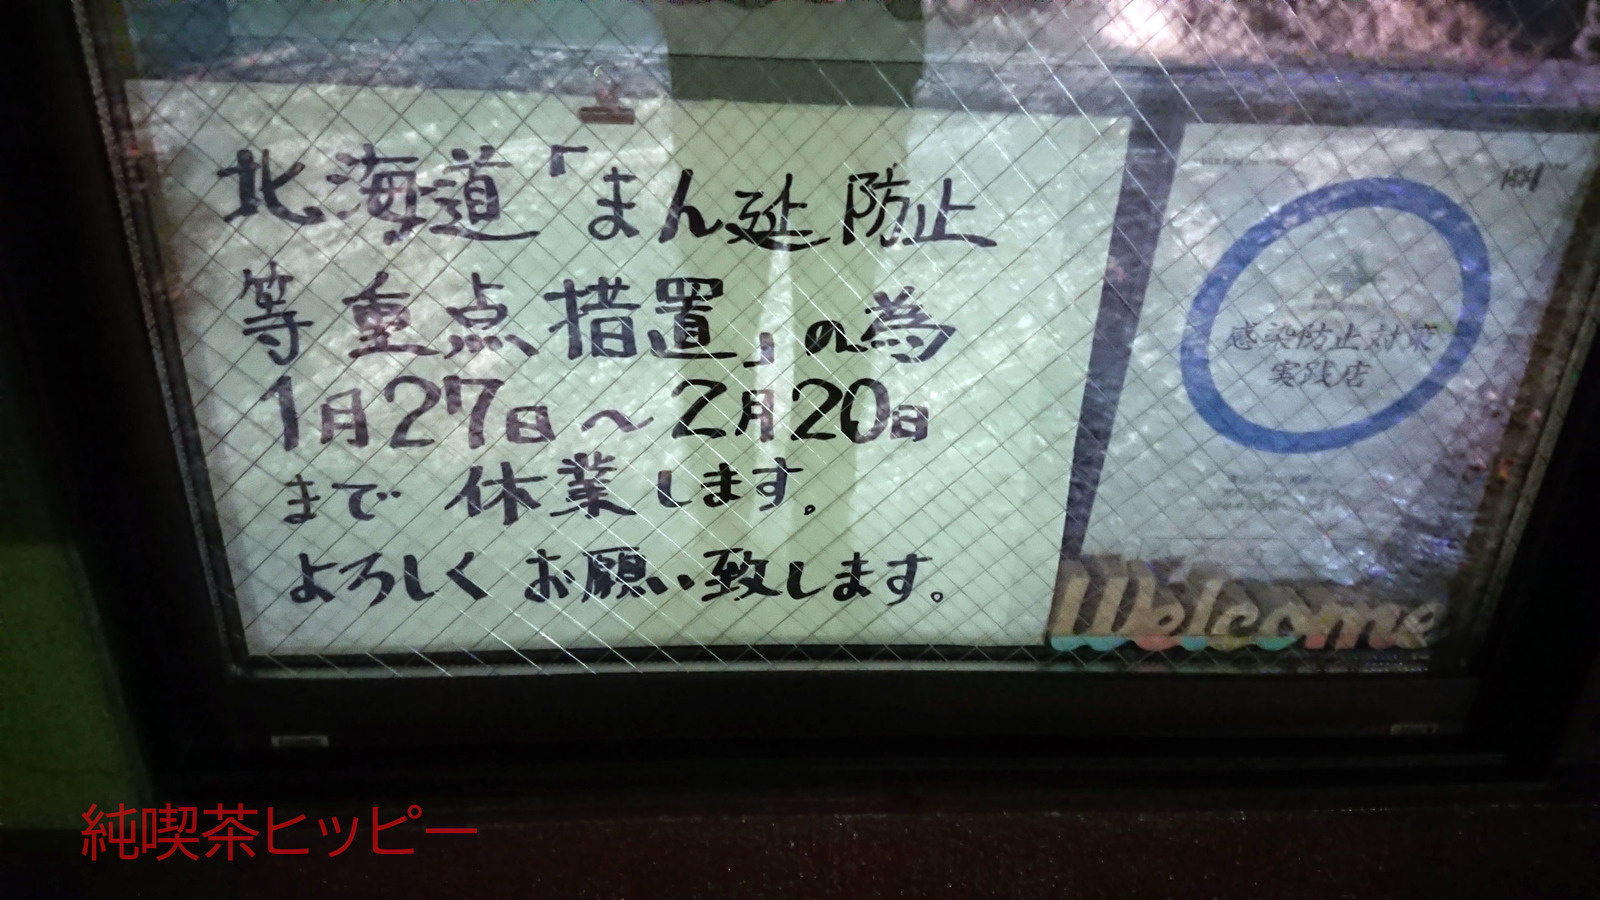 北海道「まん延防止
等重点措置」の為
1月27日～2月20日
まで休業します。
よろしくお願い致します。
感染防止対策
実践店
Welcome
純喫茶ヒッピー